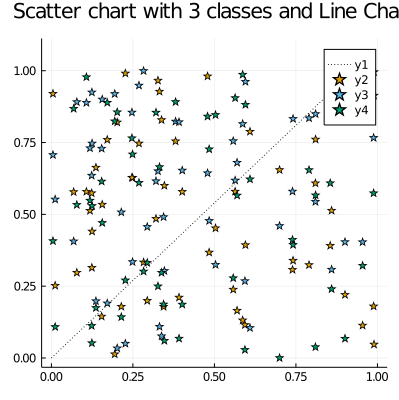 Scatter chart with 3 classes and Line Cha
1.00
0.75
0.50
0.25
0.00
0.00 0.25 0.50 0.75 1.00
y1
y2
y3
y4